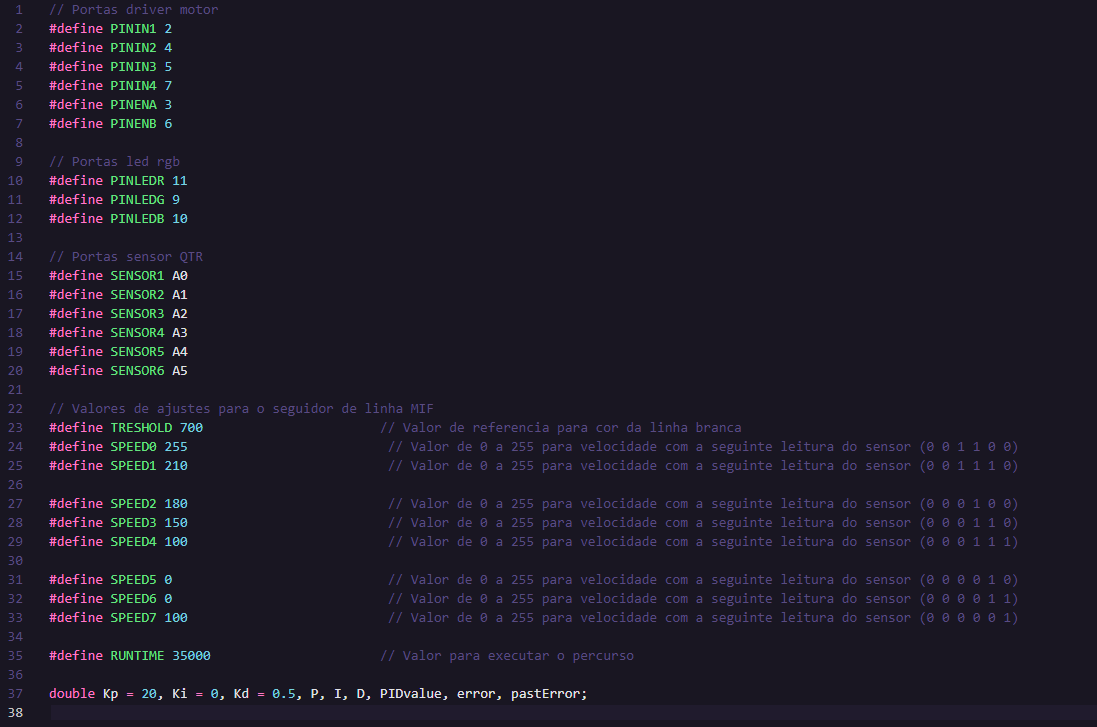 1 // Portas driver motor
2 #define PININ1 2
3 #define PININ2 4
4 #define PININ3 5
5 #define PININ4 7
6 #define PINENA 3
7 #define PINENB 6
8
9 // Portas led rgb
10 #define PINLEDR 11
11 #define PINLEDG 9
12 #define PINLEDB 10
13
14 // Portas sensor QTR
15 #define SENSOR1 A0
16 #define SENSOR2 A1
17 #define SENSOR3 A2
18 #define SENSOR4 A3
19 #define SENSOR5 A4
20 #define SENSOR6 A5
21
22 // Valores de ajustes para o seguidor de linha MIF
23 #define TRESHOLD 700 // Valor de referencia para cor da linha branca
24 #define SPEED0 255 // Valor de 0 a 255 para velocidade com a seguinte leitura do sensor (0 0 1 1 0 0)
25 #define SPEED1 210 // Valor de 0 a 255 para velocidade com a seguinte leitura do sensor (0 0 1 1 1 0)
26
27 #define SPEED2 180 // Valor de 0 a 255 para velocidade com a seguinte leitura do sensor (0 0 0 1 0 0)
28 #define SPEED3 150 // Valor de 0 a 255 para velocidade com a seguinte leitura do sensor (0 0 0 1 1 0)
29 #define SPEED4 100 // Valor de 0 a 255 para velocidade com a seguinte leitura do sensor (0 0 0 1 1 1)
30
31 #define SPEED5 0 // Valor de 0 a 255 para velocidade com a seguinte leitura do sensor (0 0 0 0 1 0)
32 #define SPEED6 0 // Valor de 0 a 255 para velocidade com a seguinte leitura do sensor (0 0 0 0 1 1)
33 #define SPEED7 100 // Valor de 0 a 255 para velocidade com a seguinte leitura do sensor (0 0 0 0 0 1)
34
35 #define RUNTIME 35000 // Valor para executar o percurso
36
37 double Kp = 20, Ki = 0, Kd = 0.5, P, I, D, PIDvalue, error, pastError;
38